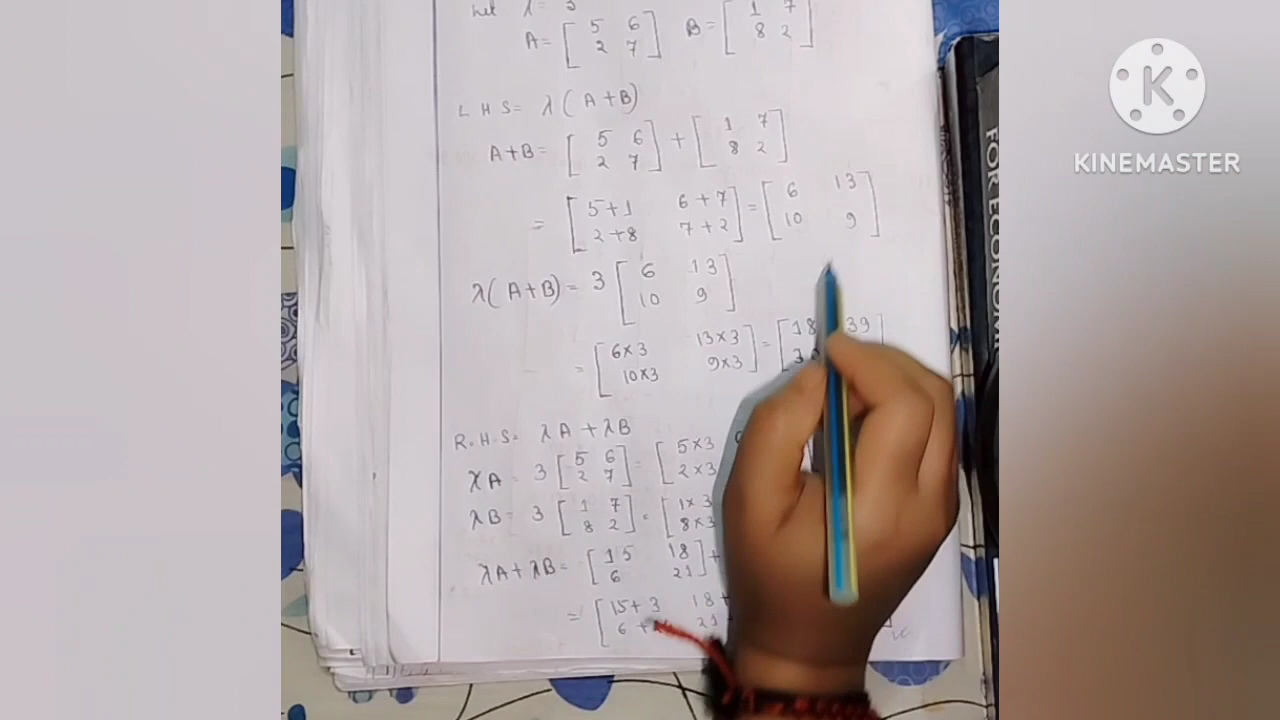 Let λ = 3
A = [ 5 6
2 7 ] B = [ 1 7
8 2 ]
L H S = λ ( A + B )
A + B = [ 5 6
2 7 ] + [ 1 7
8 2 ]
= [ 5 + 1 6 + 7
2 + 8 7 + 2 ] = [ 6 13
10 9 ]
λ ( A + B ) = 3 [ 6 13
10 9 ]
= [ 6 × 3 13 × 3
10 × 3 9 × 3 ] = [ 18 39
R.H.S = λA + λB
λA = 3 [ 5 6
2 7 ] = [ 5 × 3
2 × 3
λB = 3 [ 1 7
8 2 ] = [ 1 × 3
8 × 3
λA + λB = [ 15 18
6 21 ] +
= [ 15 + 3 18 +
6 + 21
FOR ECONOMI
KINEMASTER